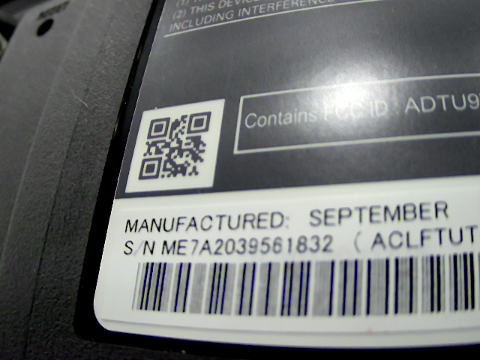 (2) THIS DEVICE
INCLUDING INTERFERENCE
Contains FCC ID: ADTU9
MANUFACTURED: SEPTEMBER
S/N ME7A2039561832 ( ACLFTUT